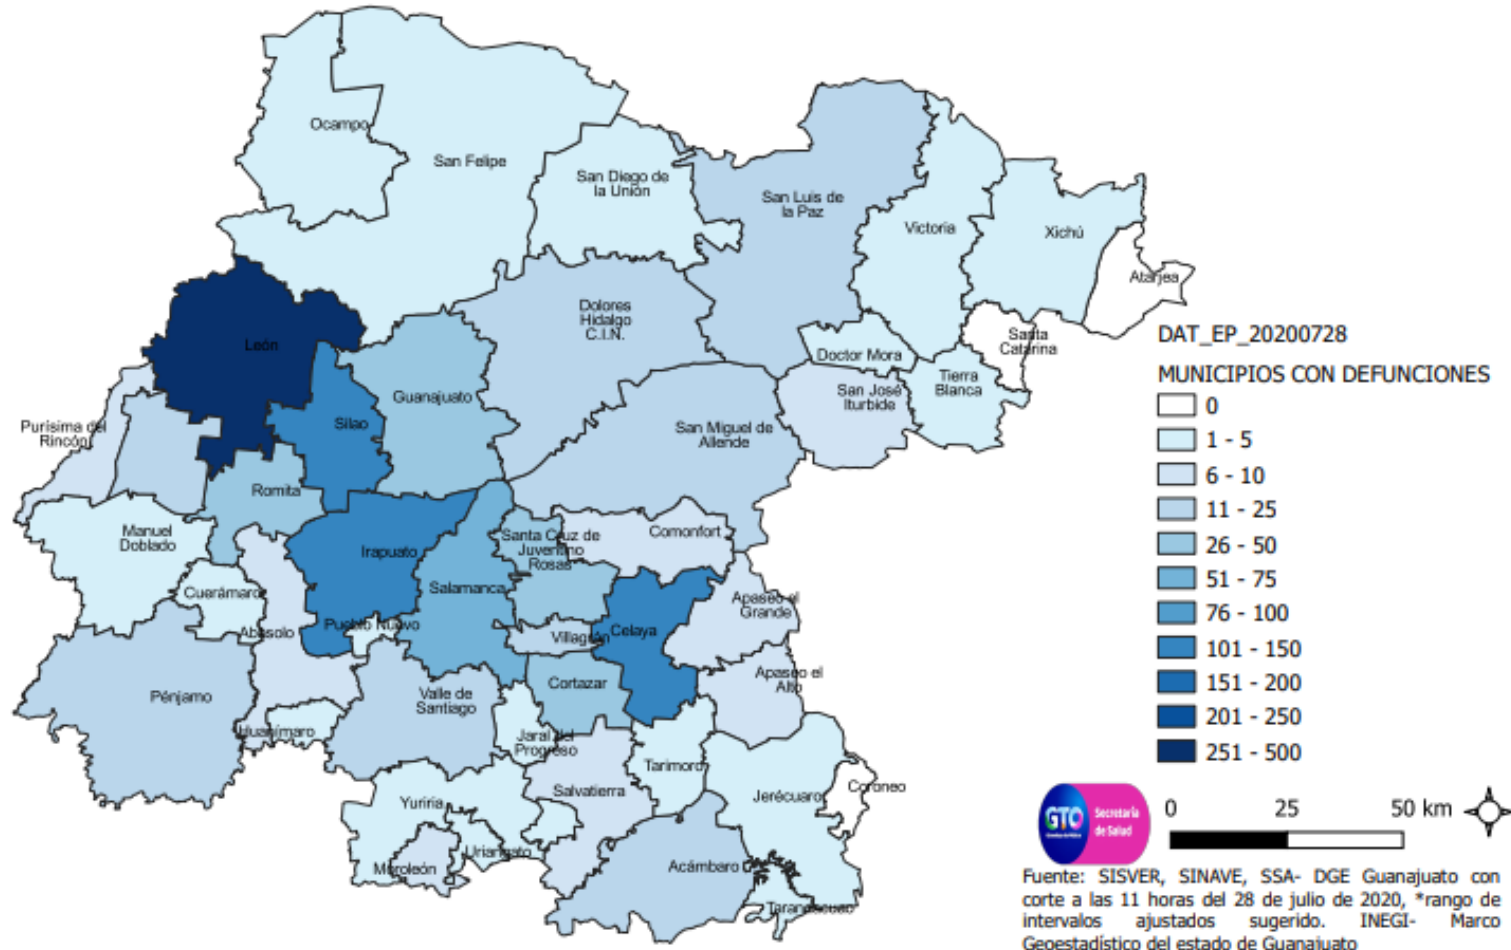 Ocampo
San Felipe
San Diego de
la Unión
San Luis de
la Paz
Victoria
Xichú
Atarjea
Dolores
Hidalgo
C.I.N.
León
Santa
Catarina
Doctor Mora
Tierra
Blanca
San José
Iturbide
Guanajuato
Silao
San Miguel de
Allende
Purísima del
Rincón
Romita
Manuel
Doblado
Irapuato
Santa Cruz de
Juventino
Rosas
Comonfort
Cuerámaro
Salamanca
Apaseo el
Grande
Abasolo
Pueblo Nuevo
Villagrán
Celaya
Pénjamo
Valle de
Santiago
Cortazar
Apaseo el
Alto
Huanímaro
Jaral del
Progreso
Tarimoro
Salvatierra
Jerécuaro
Coroneo
Yuriria
Uriangato
Moroleón
Acámbaro
Tarandacuao
DAT_EP_20200728
MUNICIPIOS CON DEFUNCIONES
0
1 - 5
6 - 10
11 - 25
26 - 50
51 - 75
76 - 100
101 - 150
151 - 200
201 - 250
251 - 500
GTO
Secretaría
de Salud
0 25 50 km
Fuente: SISVER, SINAVE, SSA- DGE Guanajuato con
corte a las 11 horas del 28 de julio de 2020, *rango de
intervalos ajustados sugerido. INEGI- Marco
Geoestadístico del estado de Guanajuato